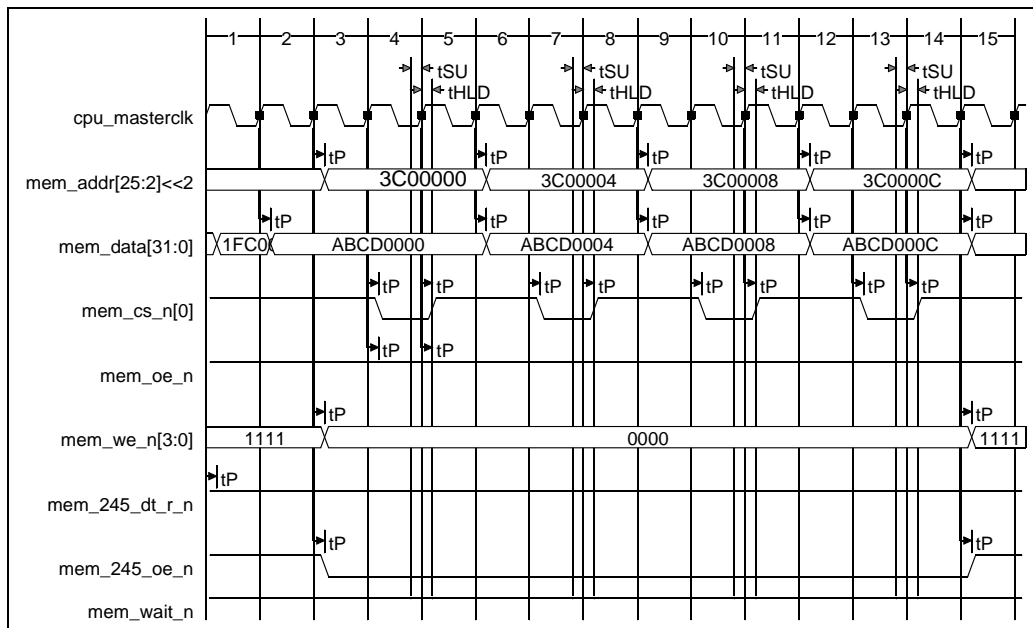 1 2 3 4 5 6 7 8 9 10 11 12 13 14 15
tSU tSU tSU tSU
tHLD tHLD tHLD tHLD
cpu_masterclk
tP tP tP tP tP
mem_addr[25:2]<<2 3C00000 3C00004 3C00008 3C0000C
tP tP tP tP tP
mem_data[31:0] 1FC0 ABCD0000 ABCD0004 ABCD0008 ABCD000C
tP tP tP tP tP tP tP tP
mem_cs_n[0]
tP tP
mem_oe_n
tP tP
mem_we_n[3:0] 1111 0000 1111
tP
mem_245_dt_r_n
tP tP
mem_245_oe_n
mem_wait_n